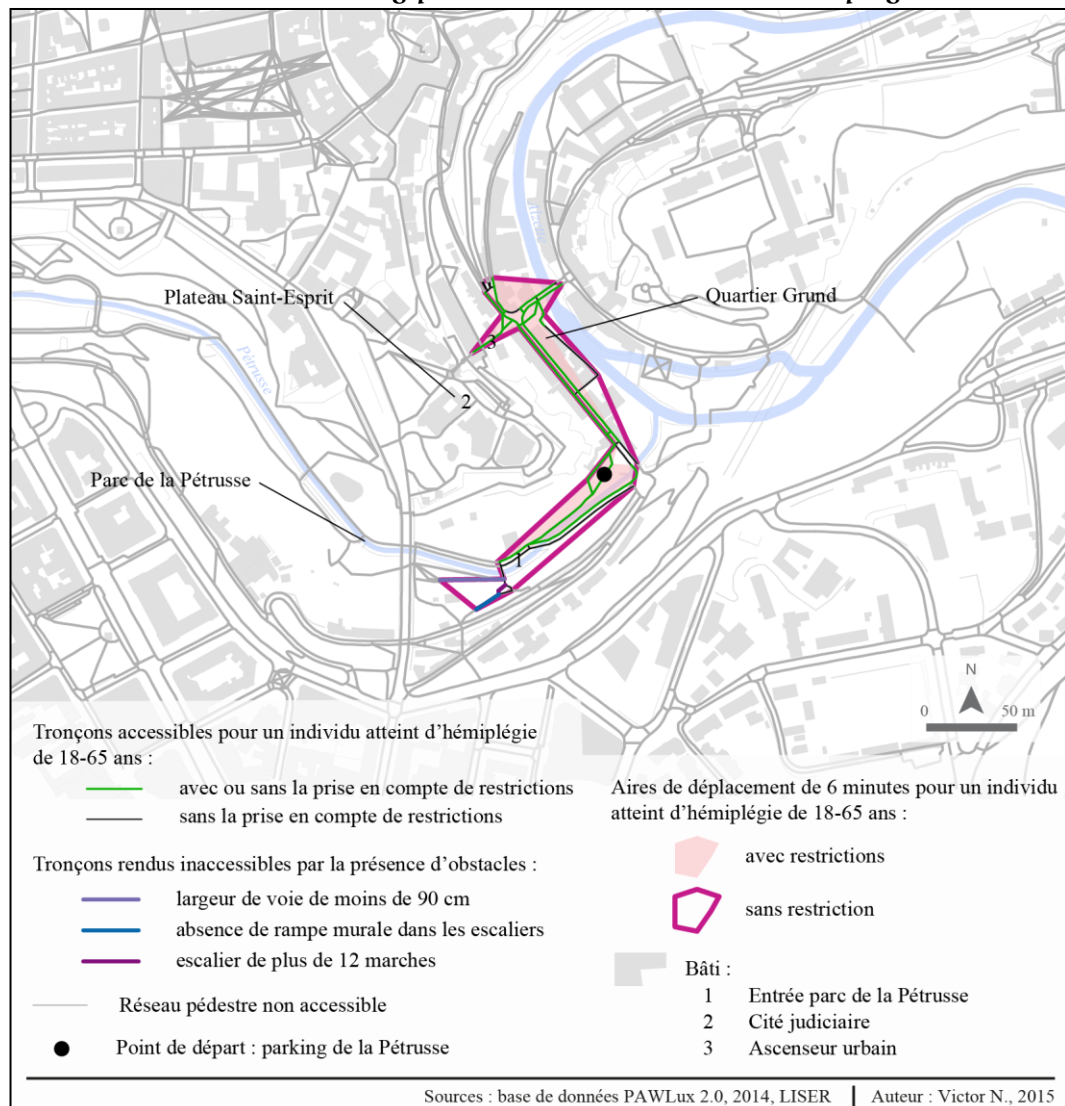 Alzette
Plateau Saint-Esprit
Quartier Grund
Pétrusse
3
2
Parc de la Pétrusse
1
N
0 50 m
Tronçons accessibles pour un individu atteint d’hémiplégie
de 18-65 ans :
avec ou sans la prise en compte de restrictions
sans la prise en compte de restrictions
Tronçons rendus inaccessibles par la présence d’obstacles :
largeur de voie de moins de 90 cm
absence de rampe murale dans les escaliers
escalier de plus de 12 marches
Réseau pédestre non accessible
Point de départ : parking de la Pétrusse
Aires de déplacement de 6 minutes pour un individu
atteint d’hémiplégie de 18-65 ans :
avec restrictions
sans restriction
Bâti :
1 Entrée parc de la Pétrusse
2 Cité judiciaire
3 Ascenseur urbain
Sources : base de données PAWLux 2.0, 2014, LISER | Auteur : Victor N., 2015